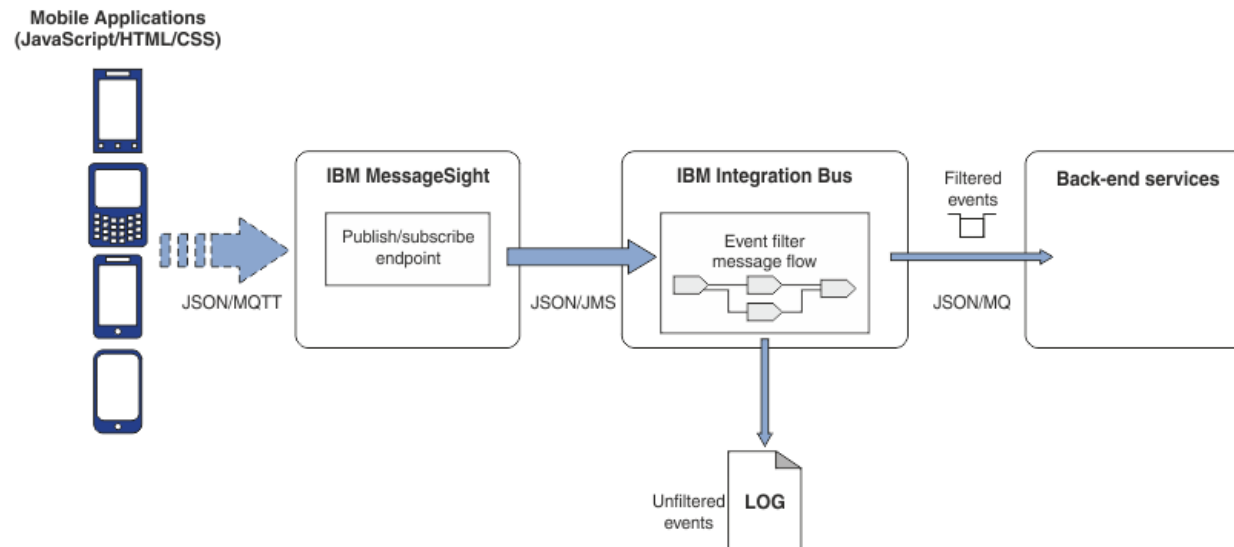 Mobile Applications
(JavaScript/HTML/CSS)
IBM MessageSight
IBM Integration Bus
Filtered
events
Back-end services
Publish/subscribe
endpoint
Event filter
message flow
JSON/MQTT
JSON/JMS
JSON/MQ
Unfiltered
events
LOG